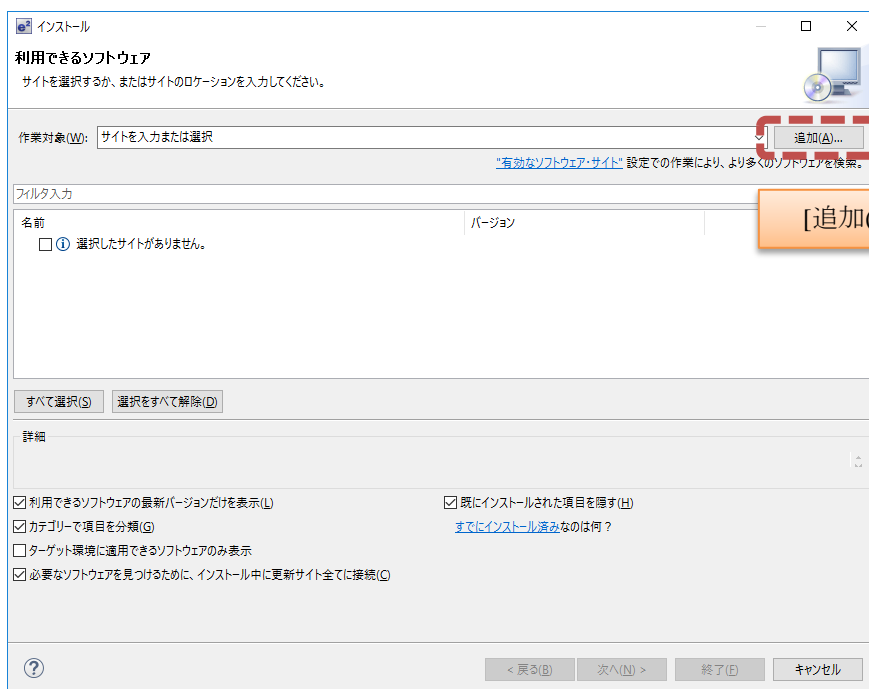 e² インストール
利用できるソフトウェア
サイトを選択するか、またはサイトのロケーションを入力してください。
作業対象(W): サイトを入力または選択 追加(A)...
"有効なソフトウェア・サイト" 設定での作業により、より多くのソフトウェアを検索。
フィルタ入力
[追加(
名前 バージョン
選択したサイトがありません。
すべて選択(S) 選択をすべて解除(D)
詳細
利用できるソフトウェアの最新バージョンだけを表示(L) 既にインストールされた項目を隠す(H)
カテゴリーで項目を分類(G) すでにインストール済みなのは何？
ターゲット環境に適用できるソフトウェアのみ表示
必要なソフトウェアを見つけるために、インストール中に更新サイト全てに接続(C)
? < 戻る(B) 次へ(N) > 終了(F) キャンセル